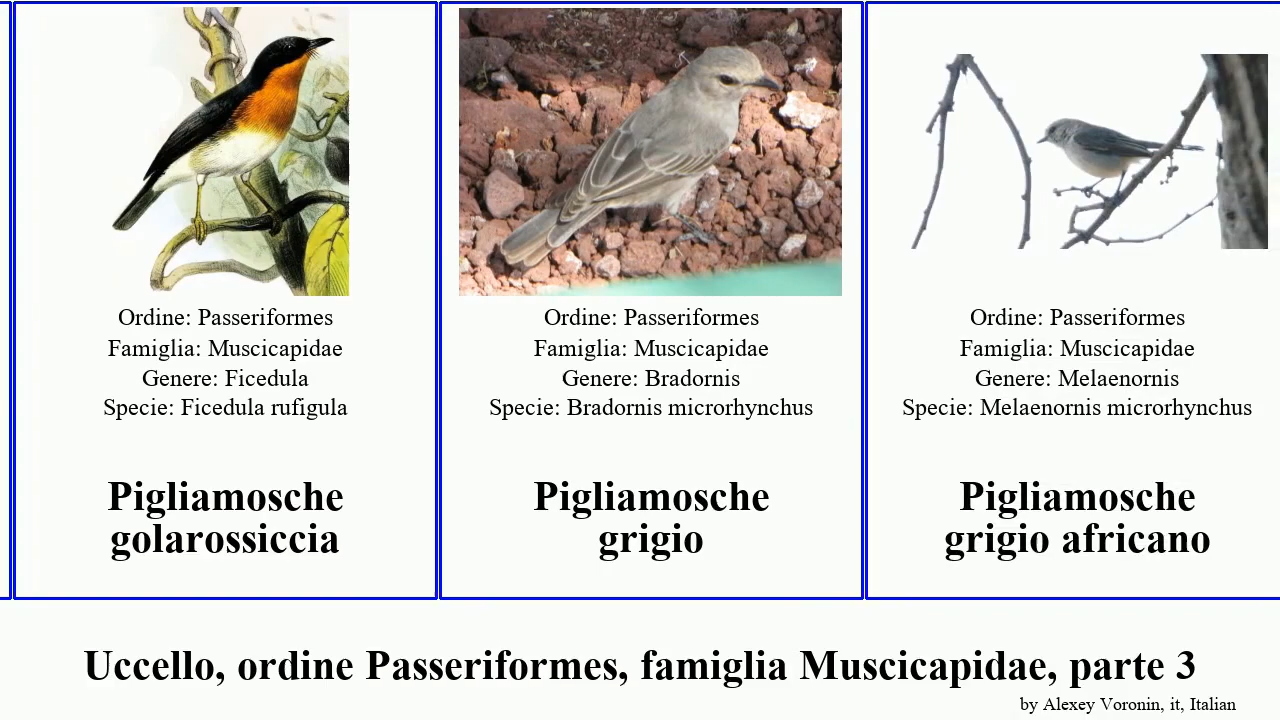 Ordine: Passeriformes
Famiglia: Muscicapidae
Genere: Ficedula
Specie: Ficedula rufigula
Pigliamosche
golarossiccia
Ordine: Passeriformes
Famiglia: Muscicapidae
Genere: Bradornis
Specie: Bradornis microrhynchus
Pigliamosche
grigio
Ordine: Passeriformes
Famiglia: Muscicapidae
Genere: Melaenornis
Specie: Melaenornis microrhynchus
Pigliamosche
grigio africano
Uccello, ordine Passeriformes, famiglia Muscicapidae, parte 3
by Alexey Voronin, it, Italian